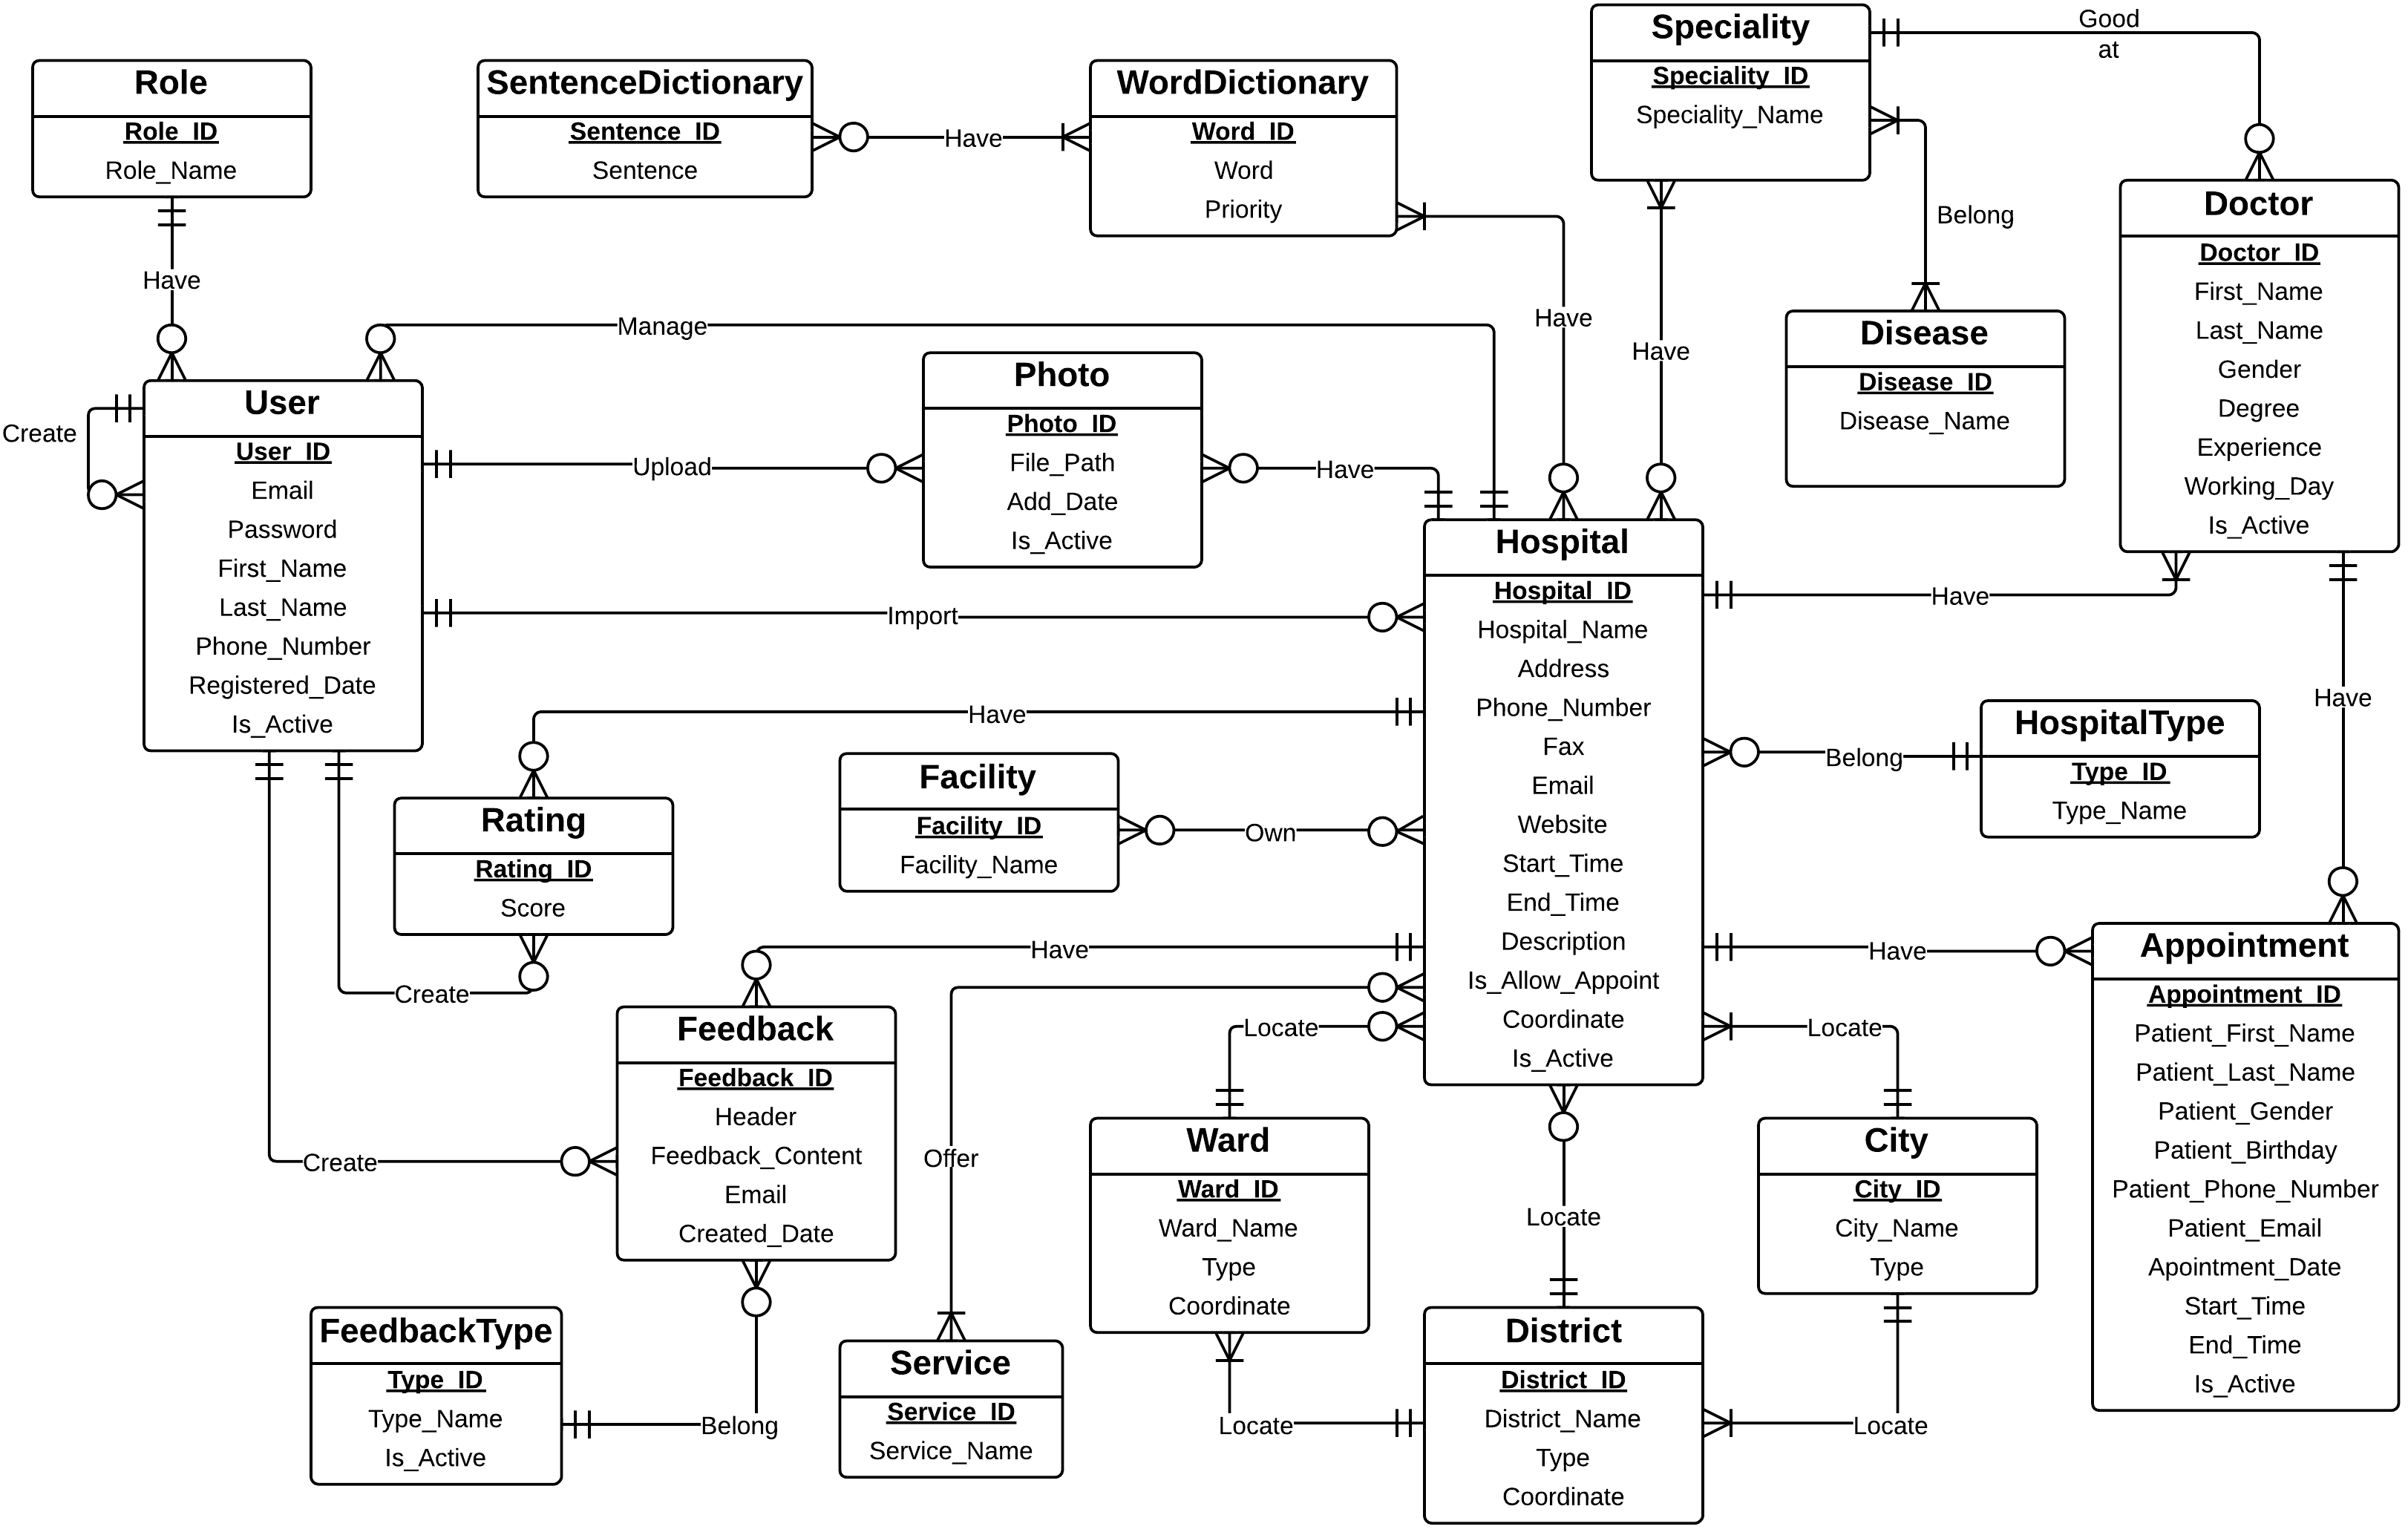 Role
Role_ID
Role_Name
Have
SentenceDictionary
Sentence_ID
Sentence
Have
WordDictionary
Word_ID
Word
Priority
Have
Speciality
Speciality_ID
Speciality_Name
Good
at
Belong
Have
Doctor
Doctor_ID
First_Name
Last_Name
Gender
Degree
Experience
Working_Day
Is_Active
Disease
Disease_ID
Disease_Name
Manage
Create
User
User_ID
Email
Password
First_Name
Last_Name
Phone_Number
Registered_Date
Is_Active
Upload
Photo
Photo_ID
File_Path
Add_Date
Is_Active
Have
Import
Hospital
Hospital_ID
Hospital_Name
Address
Phone_Number
Fax
Email
Website
Start_Time
End_Time
Description
Is_Allow_Appoint
Coordinate
Is_Active
Have
Have
Belong
HospitalType
Type_ID
Type_Name
Have
Rating
Rating_ID
Score
Create
Facility
Facility_ID
Facility_Name
Own
Have
Have
Appointment
Appointment_ID
Patient_First_Name
Patient_Last_Name
Patient_Gender
Patient_Birthday
Patient_Phone_Number
Patient_Email
Apointment_Date
Start_Time
End_Time
Is_Active
Feedback
Feedback_ID
Header
Feedback_Content
Email
Created_Date
Create
Offer
Locate
Locate
Ward
Ward_ID
Ward_Name
Type
Coordinate
Locate
City
City_ID
City_Name
Type
FeedbackType
Type_ID
Type_Name
Is_Active
Belong
Service
Service_ID
Service_Name
Locate
District
District_ID
District_Name
Type
Coordinate
Locate